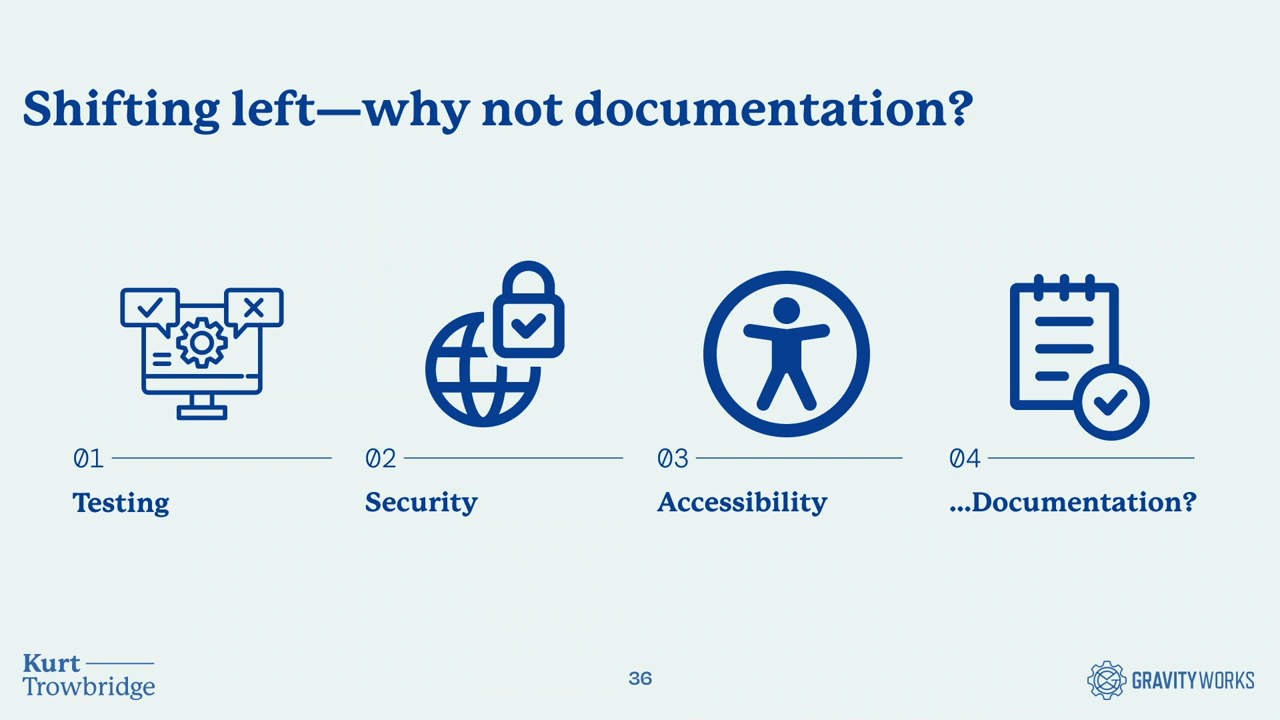 Shifting left—why not documentation?
01
Testing
02
Security
03
Accessibility
04
...Documentation?
Kurt
Trowbridge
36
GRAVITYWORKS